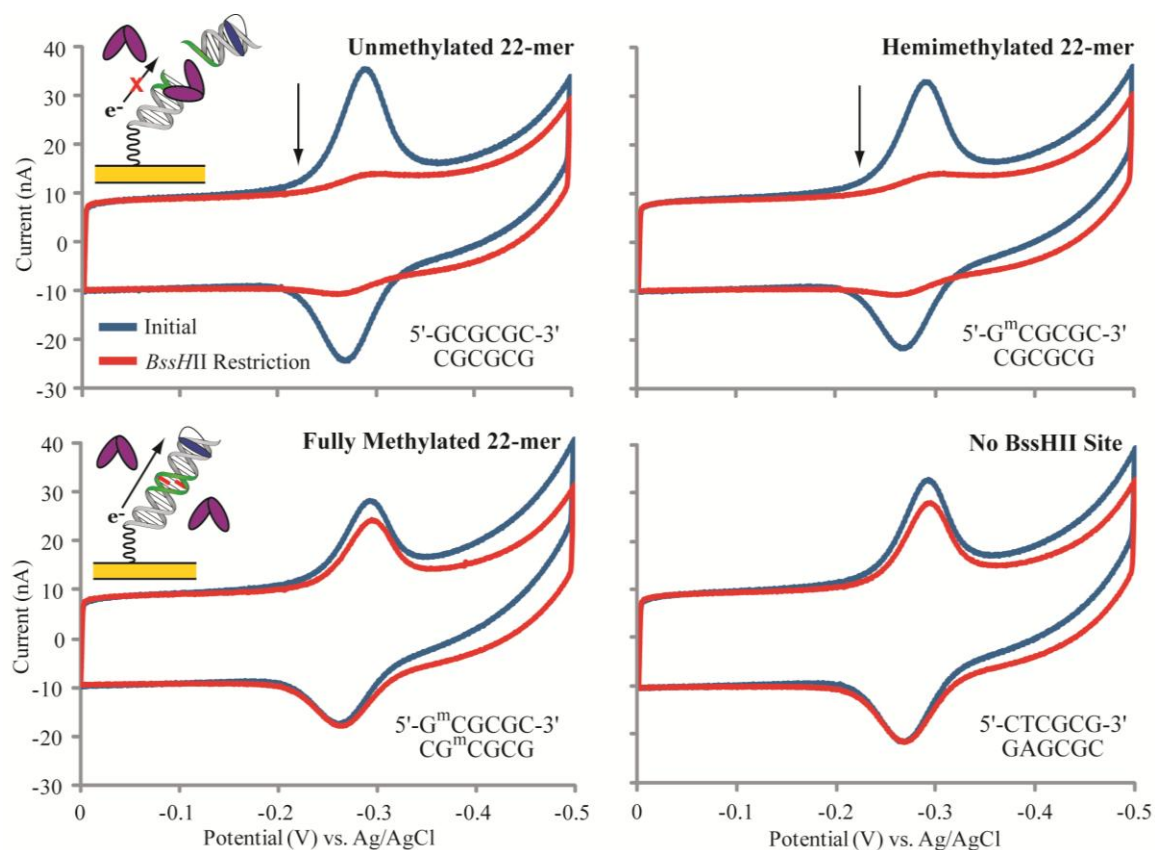 Unmethylated 22-mer
40
30
20
10
0
-10
-20
-30
Current (nA)
e-
X
Initial
BssHII Restriction
5'-GCGCGC-3'
CGCGCG
Hemimethylated 22-mer
5'-GᵐCGCGC-3'
CGCGCG
Fully Methylated 22-mer
40
30
20
10
0
-10
-20
-30
Current (nA)
e-
5'-GᵐCGCGC-3'
CGᵐCGCG
0 -0.1 -0.2 -0.3 -0.4 -0.5
Potential (V) vs. Ag/AgCl
No BssHII Site
5'-CTCGCG-3'
GAGCGC
0 -0.1 -0.2 -0.3 -0.4 -0.5
Potential (V) vs. Ag/AgCl